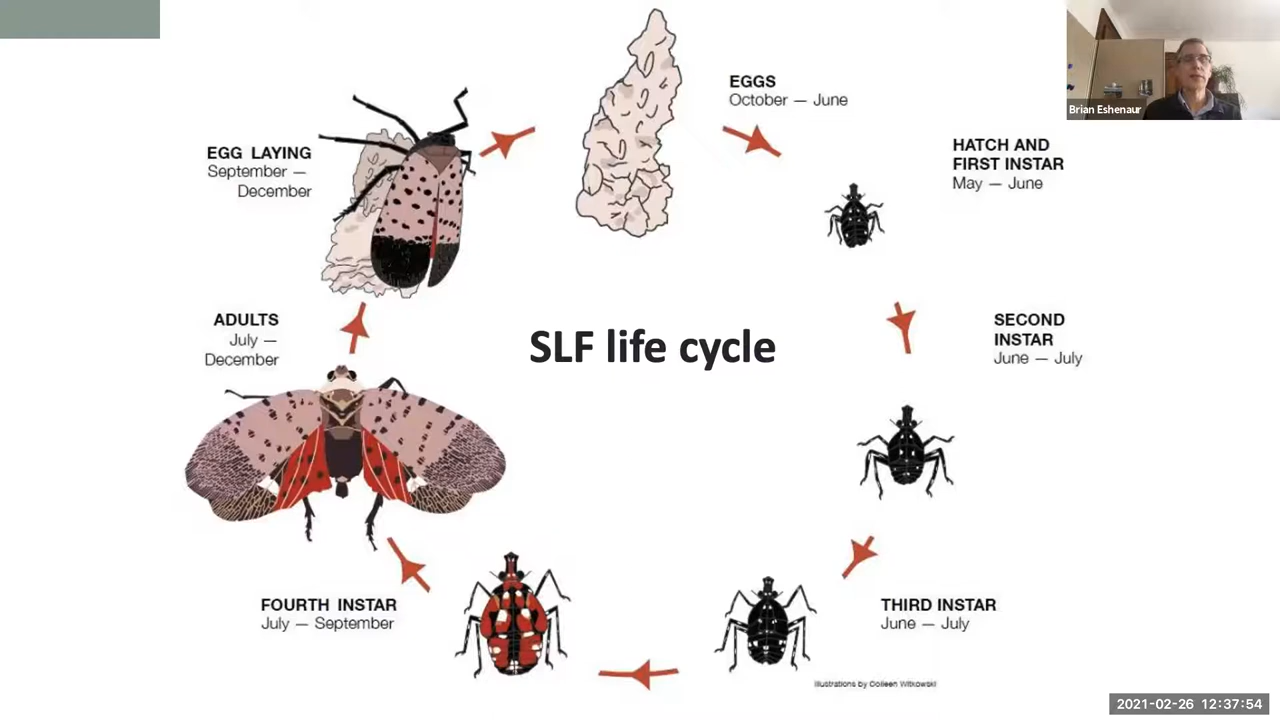 EGGS
October — June
Brian Eshenaur
HATCH AND
FIRST INSTAR
May — June
EGG LAYING
September —
December
SECOND
INSTAR
June — July
ADULTS
July —
December
SLF life cycle
THIRD INSTAR
June — July
FOURTH INSTAR
July — September
Illustrations by Colleen Witkowski
2021-02-26 12:37:54